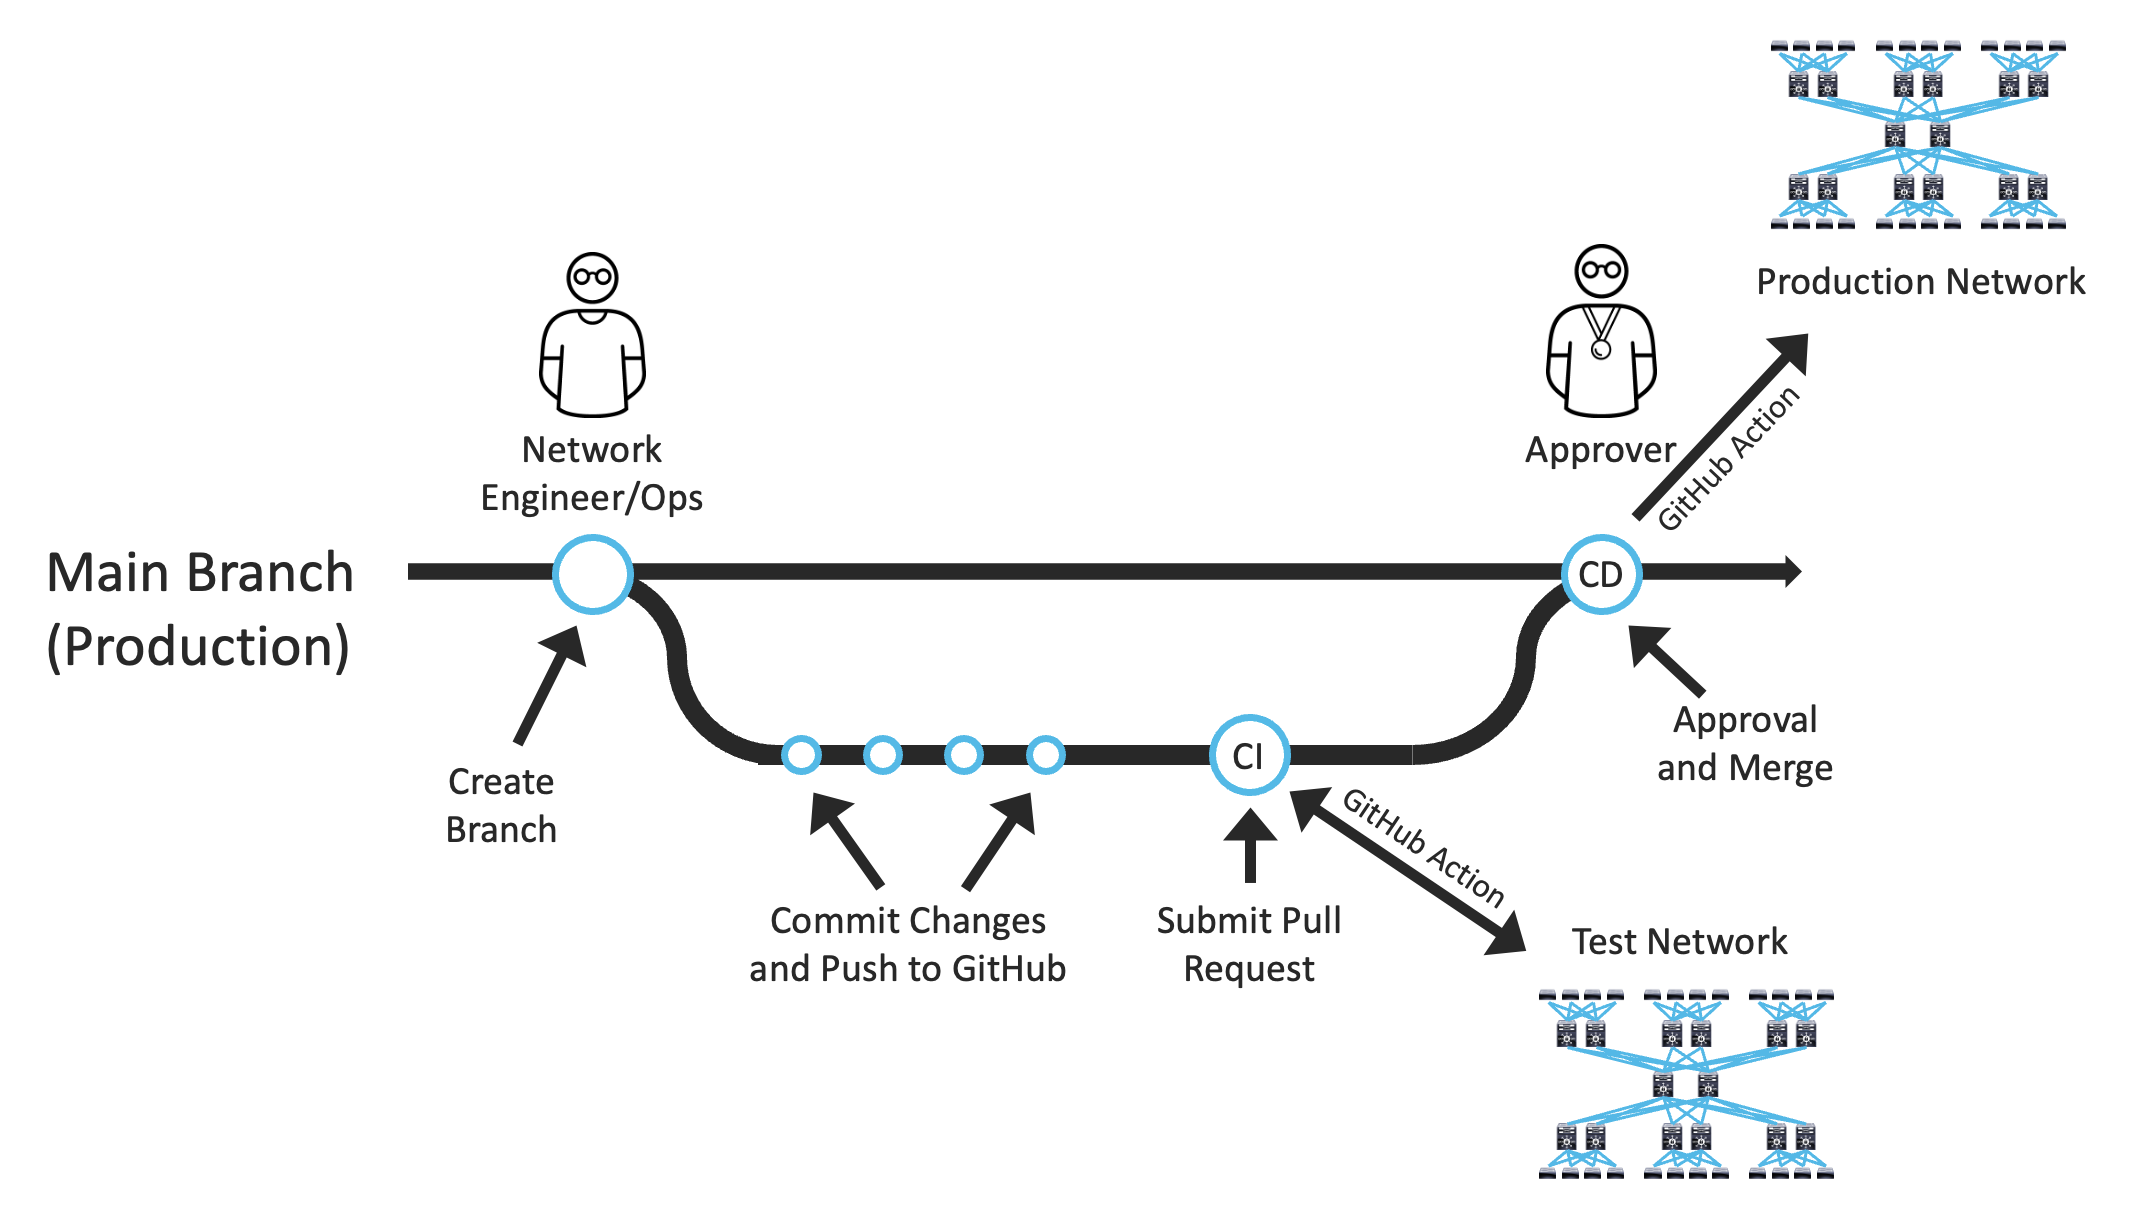 Production Network
Network
Engineer/Ops
Approver
GitHub Action
Main Branch
(Production)
CD
Create
Branch
CI
Approval
and Merge
GitHub Action
Commit Changes
and Push to GitHub
Submit Pull
Request
Test Network